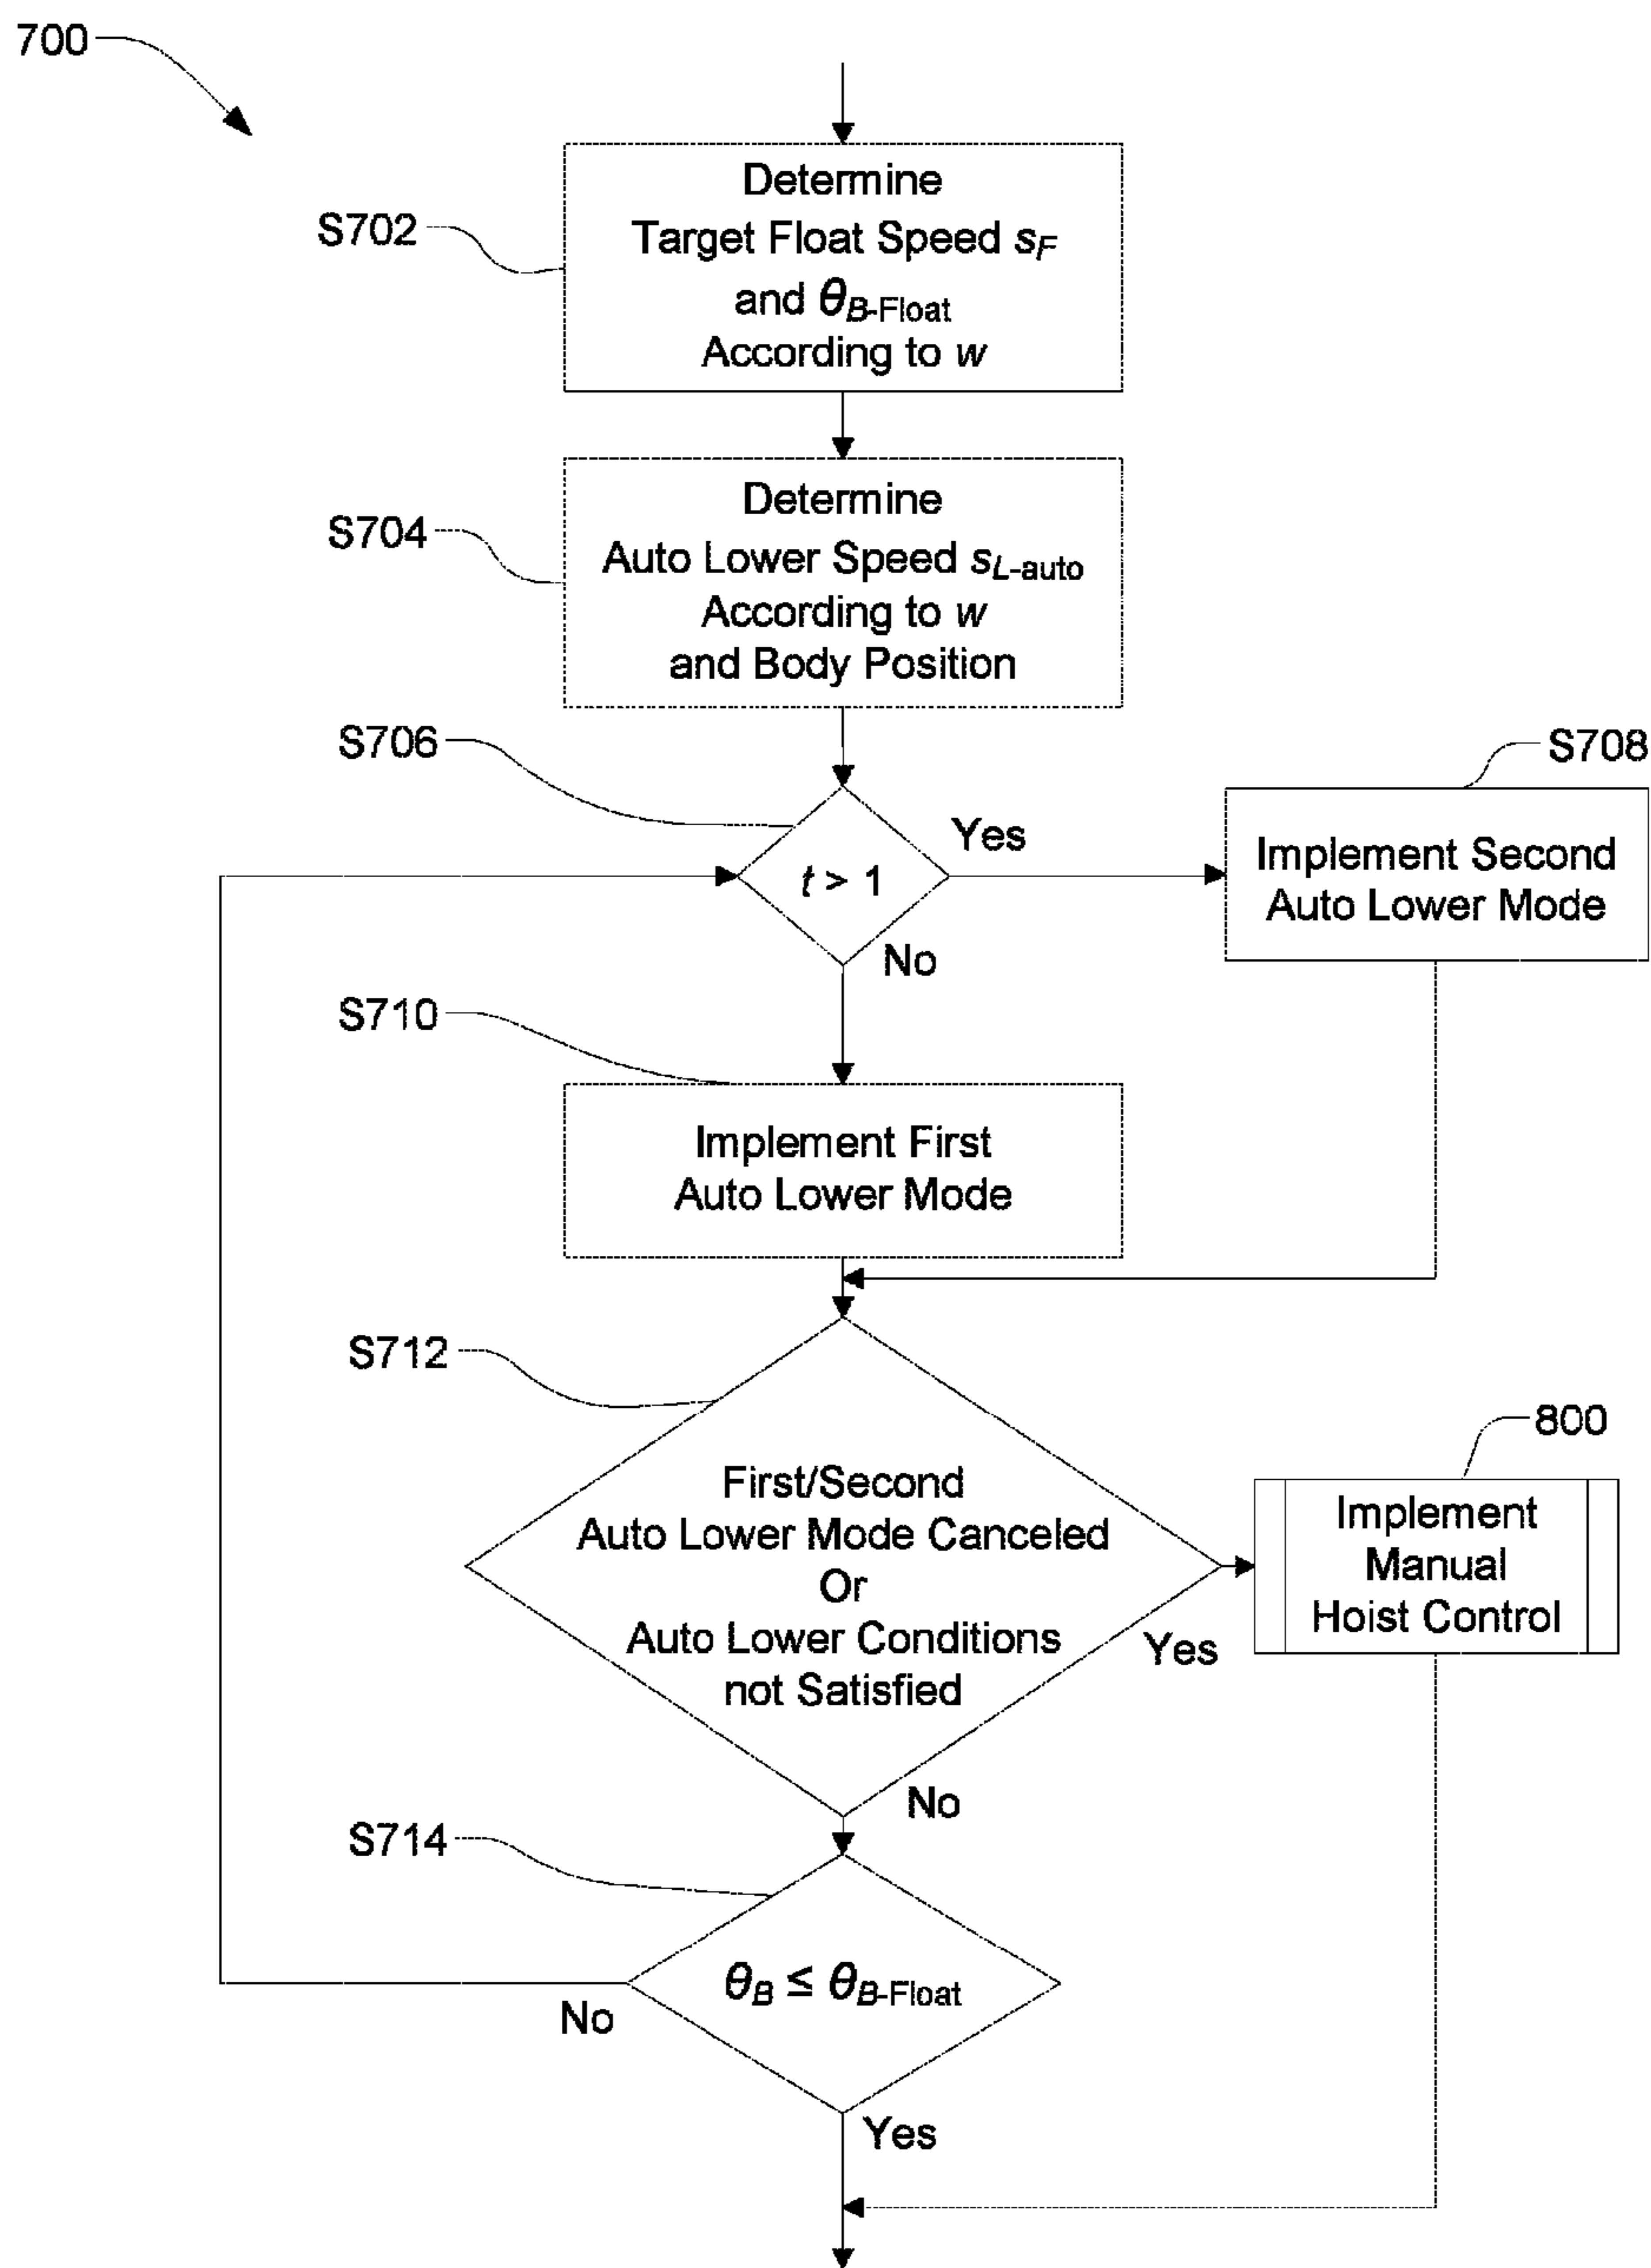 700
S702
Determine
Target Float Speed sF
and θB-Float
According to w
S704
Determine
Auto Lower Speed sL-auto
According to w
and Body Position
S706
t > 1
Yes
No
S708
Implement Second
Auto Lower Mode
S710
Implement First
Auto Lower Mode
S712
First/Second
Auto Lower Mode Canceled
Or
Auto Lower Conditions
not Satisfied
Yes
No
800
Implement
Manual
Hoist Control
S714
θB ≤ θB-Float
No
Yes